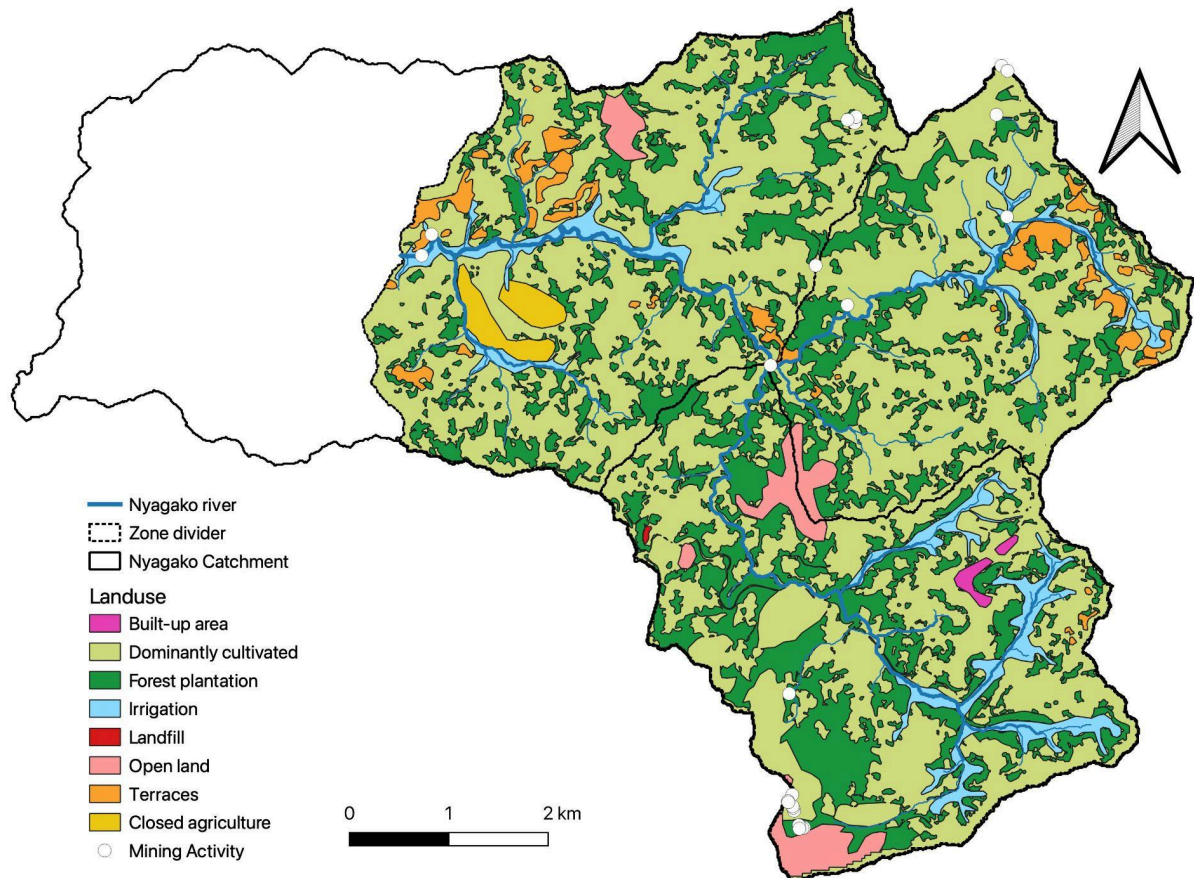 Nyagako river
Zone divider
Nyagako Catchment
Landuse
Built-up area
Dominantly cultivated
Forest plantation
Irrigation
Landfill
Open land
Terraces
Closed agriculture
Mining Activity
0 1 2 km